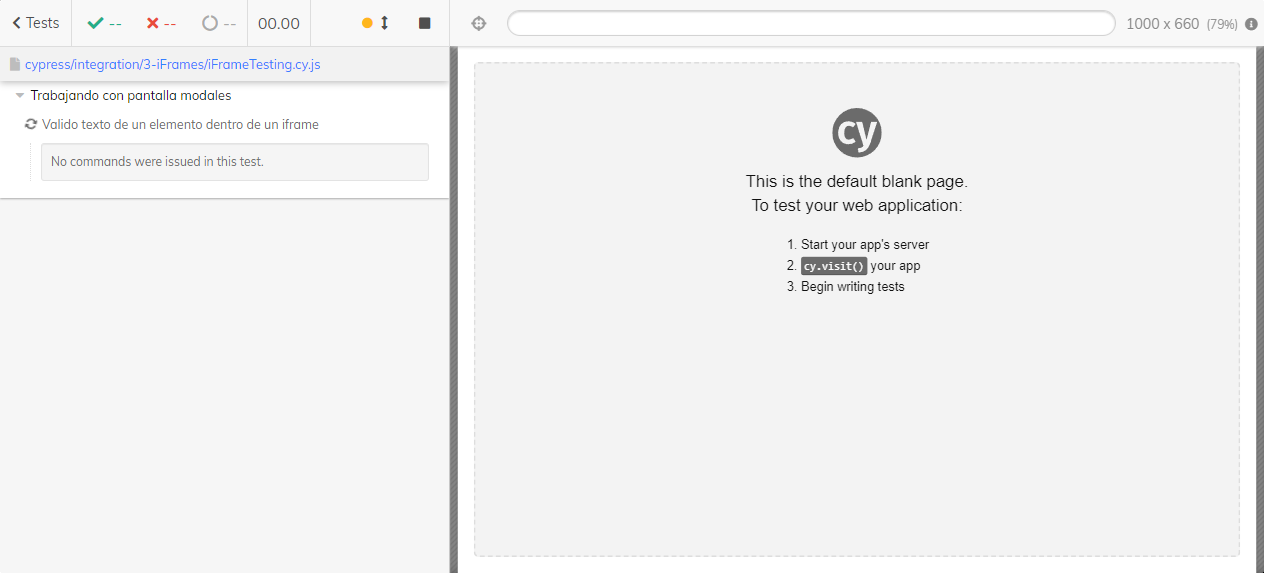 Tests -- -- -- 00.00 1000 x 660 (79%)
cypress/integration/3-iFrames/iFrameTesting.cy.js
Trabajando con pantalla modales
Valido texto de un elemento dentro de un iframe
No commands were issued in this test.
cy
This is the default blank page.
To test your web application:
1. Start your app's server
2. cy.visit() your app
3. Begin writing tests